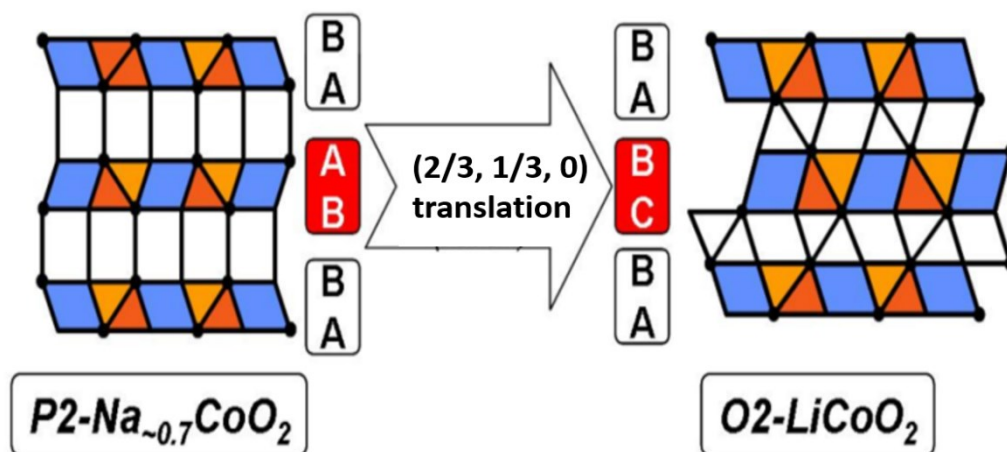 B
A
A
B
B
A
(2/3, 1/3, 0)
translation
B
A
B
C
B
A
P2-Na~0.7CoO2
O2-LiCoO2